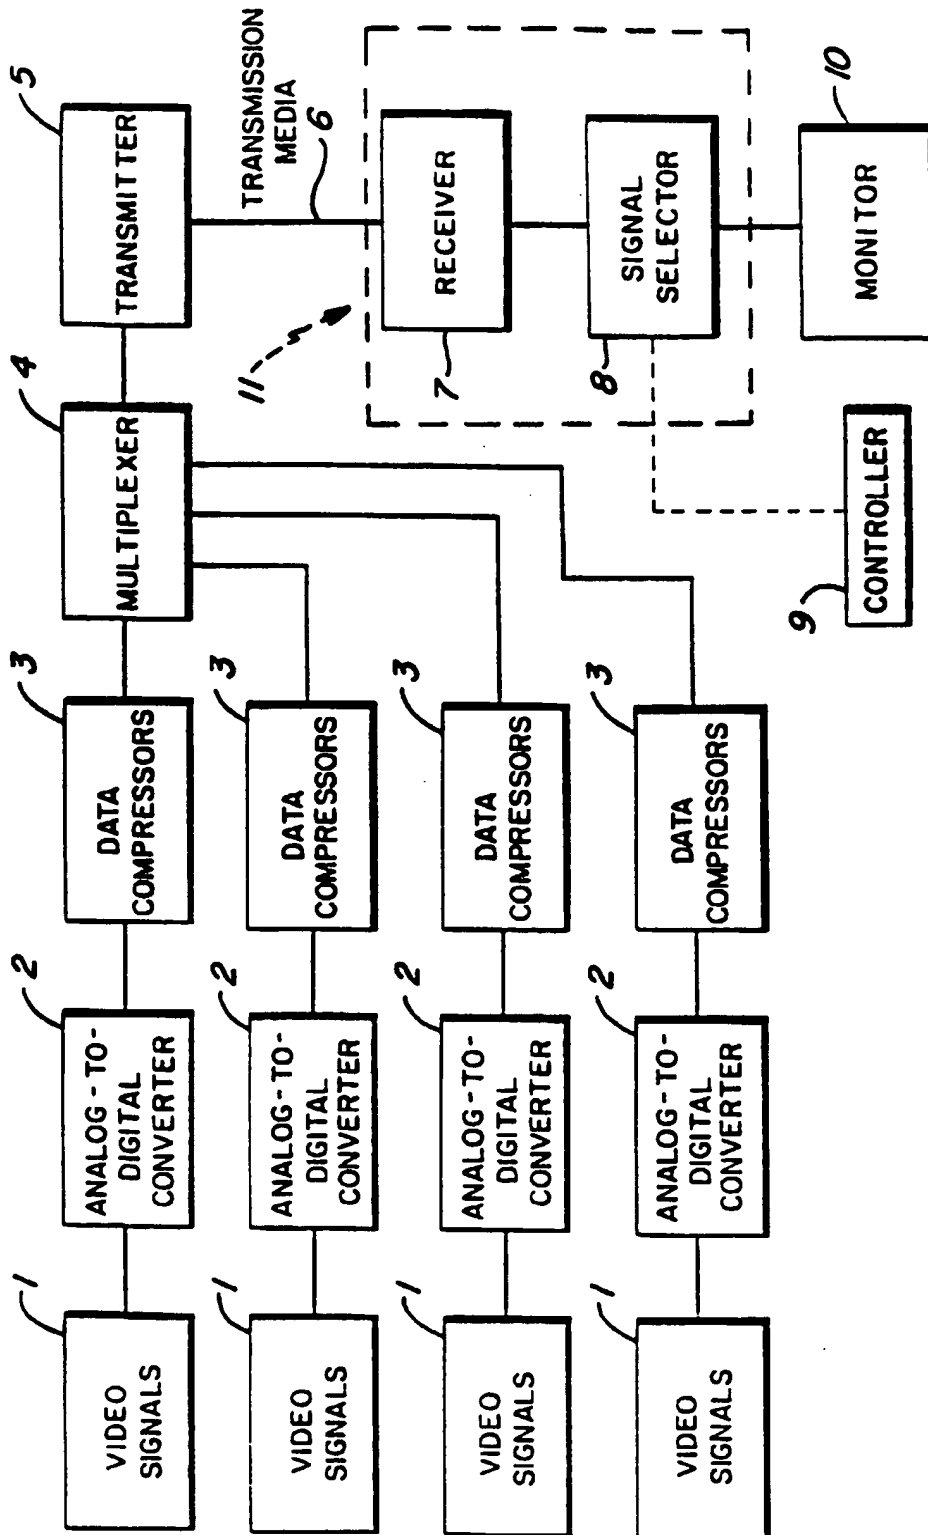 1
VIDEO
SIGNALS
2
ANALOG-TO-
DIGITAL
CONVERTER
3
DATA
COMPRESSORS
4
MULTIPLEXER
5
TRANSMITTER
1
VIDEO
SIGNALS
2
ANALOG-TO-
DIGITAL
CONVERTER
3
DATA
COMPRESSORS
1
VIDEO
SIGNALS
2
ANALOG-TO-
DIGITAL
CONVERTER
3
DATA
COMPRESSORS
1
VIDEO
SIGNALS
2
ANALOG-TO-
DIGITAL
CONVERTER
3
DATA
COMPRESSORS
TRANSMISSION
MEDIA
6
11
7
RECEIVER
8
SIGNAL
SELECTOR
9
CONTROLLER
10
MONITOR